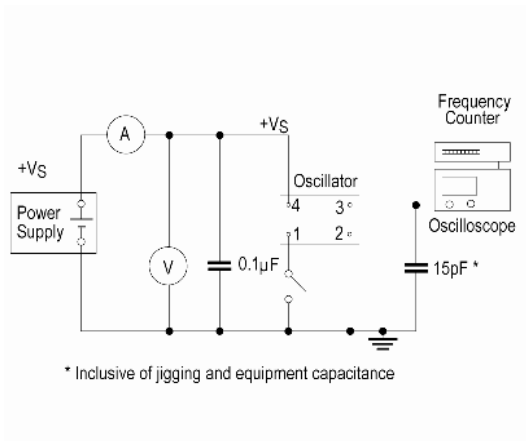 Frequency
Counter
A
+VS
+VS
Oscillator
Power
Supply
4
3
Oscilloscope
1
2
V
0.1µF
15pF *
* Inclusive of jigging and equipment capacitance